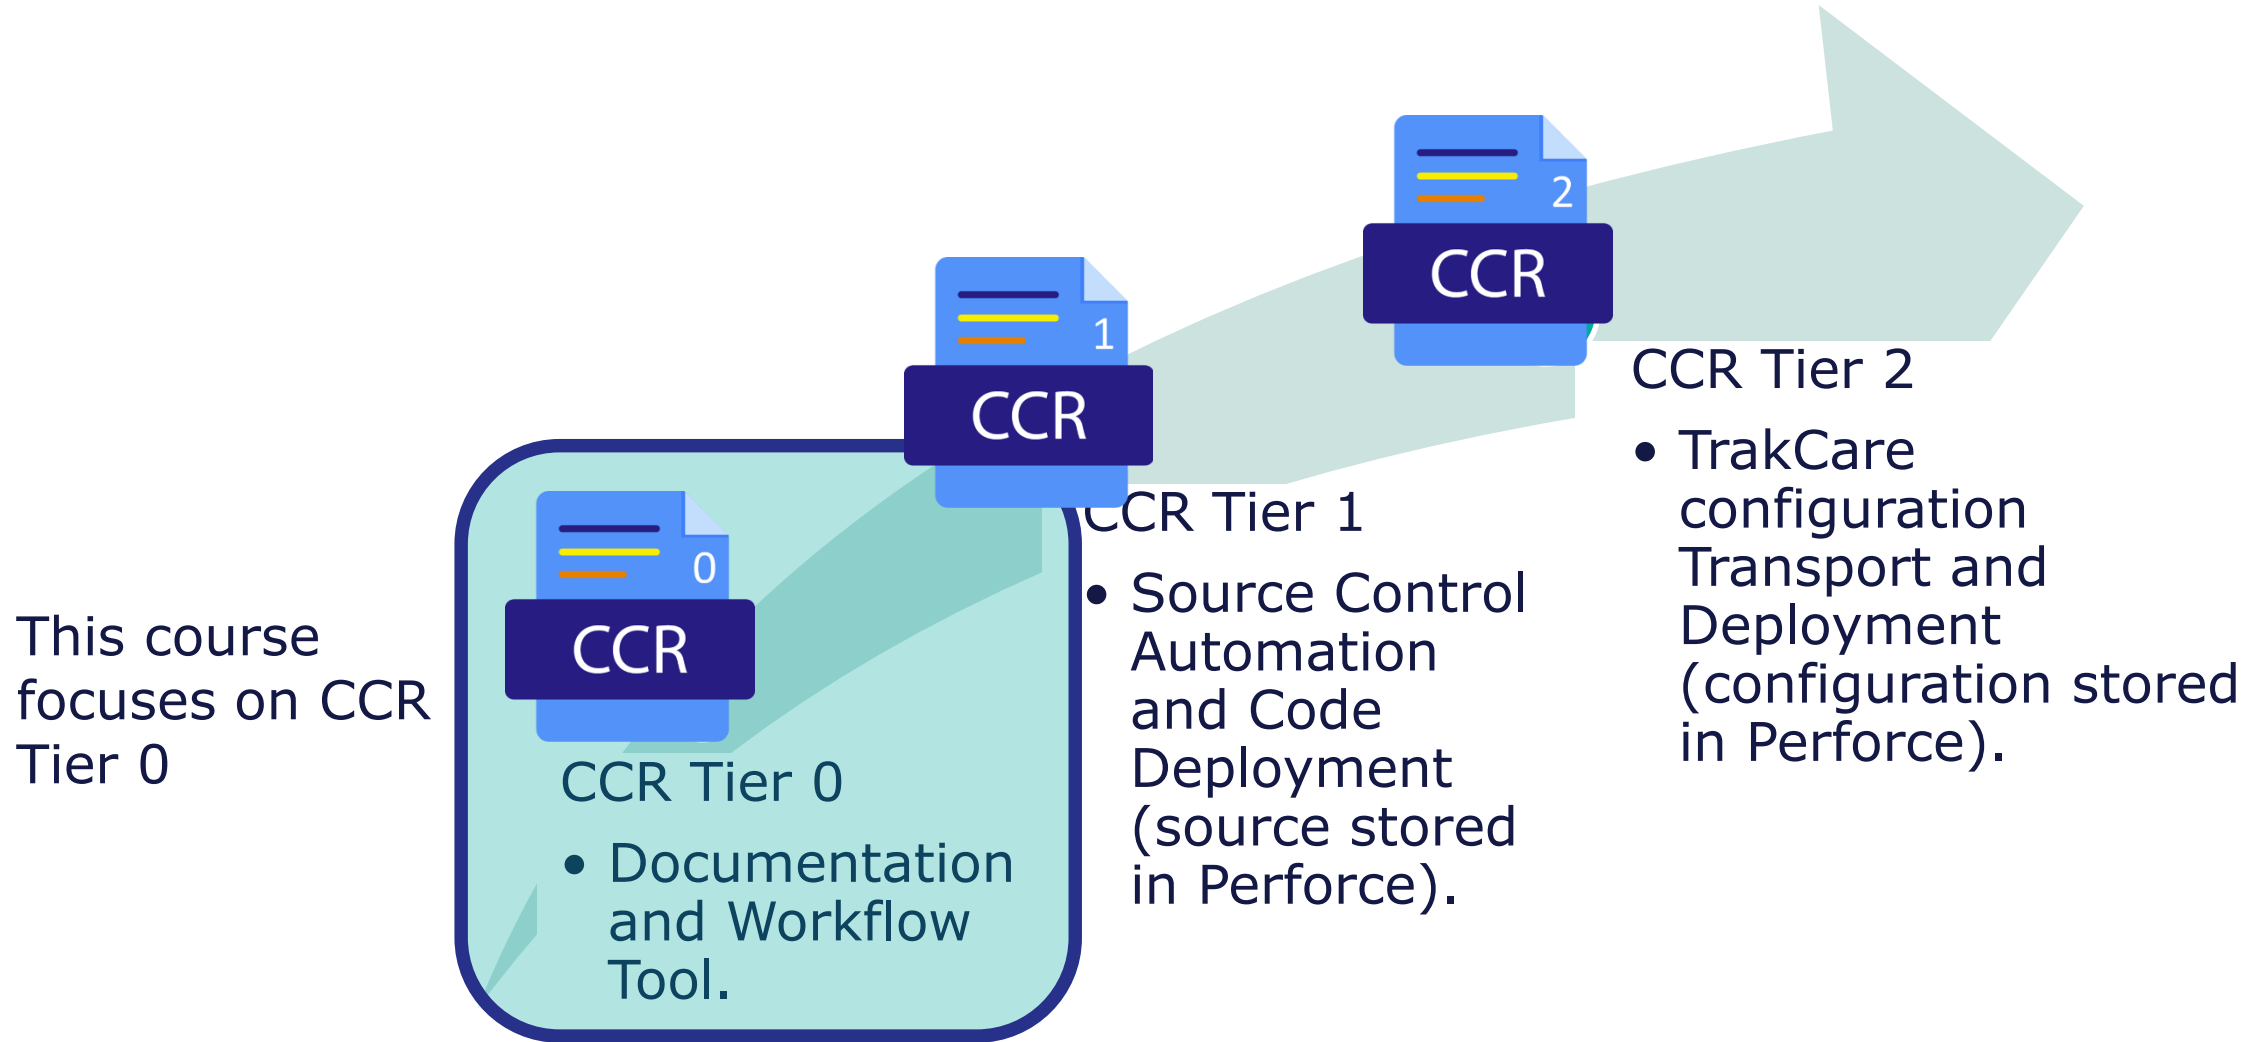 This course
focuses on CCR
Tier 0
0
CCR
CCR Tier 0
• Documentation
and Workflow
Tool.
1
CCR
CCR Tier 1
• Source Control
Automation
and Code
Deployment
(source stored
in Perforce).
2
CCR
CCR Tier 2
• TrakCare
configuration
Transport and
Deployment
(configuration stored
in Perforce).